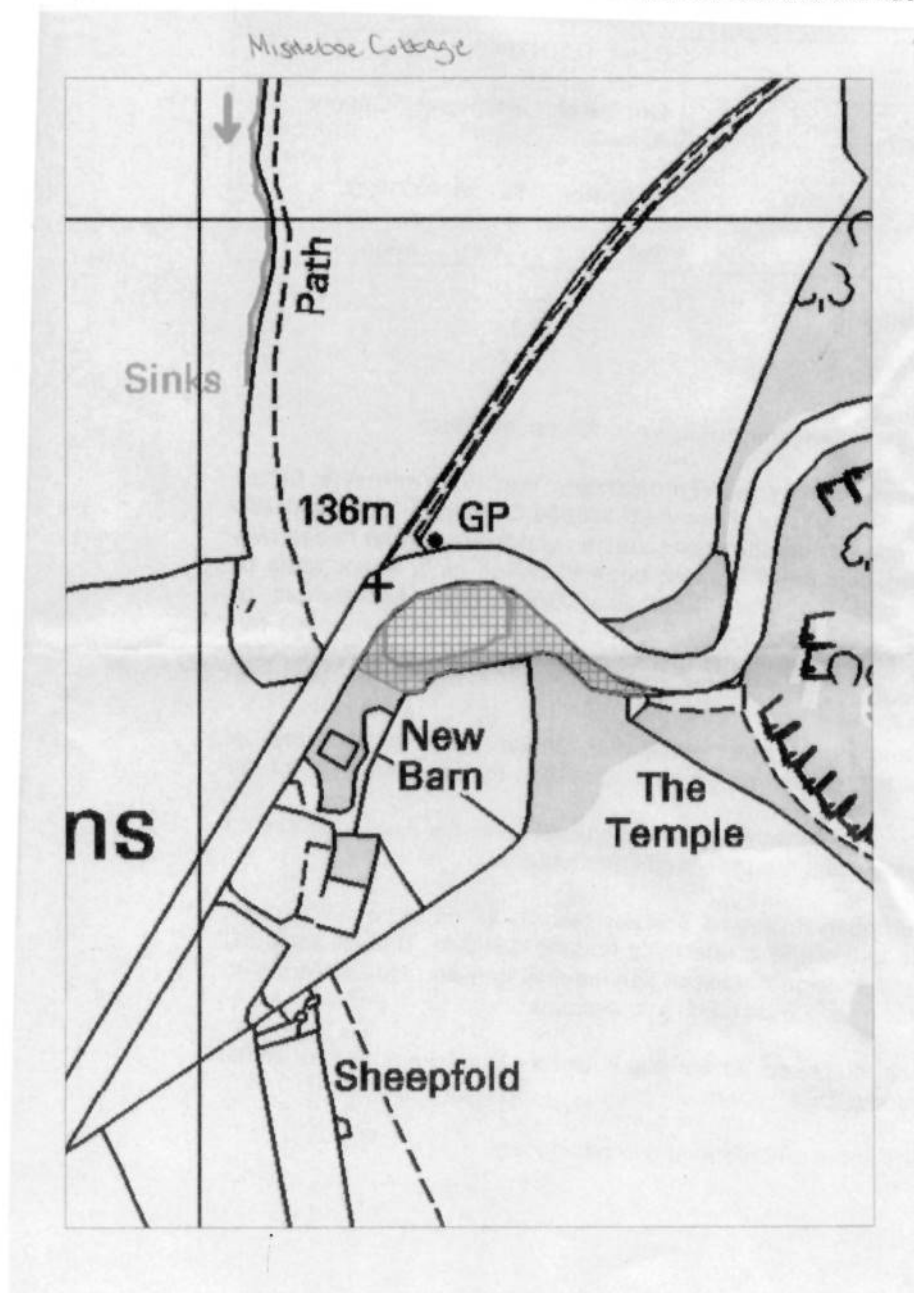 Mistletoe Cottage
Path
Sinks
136m
GP
New
Barn
The
Temple
ns
Sheepfold